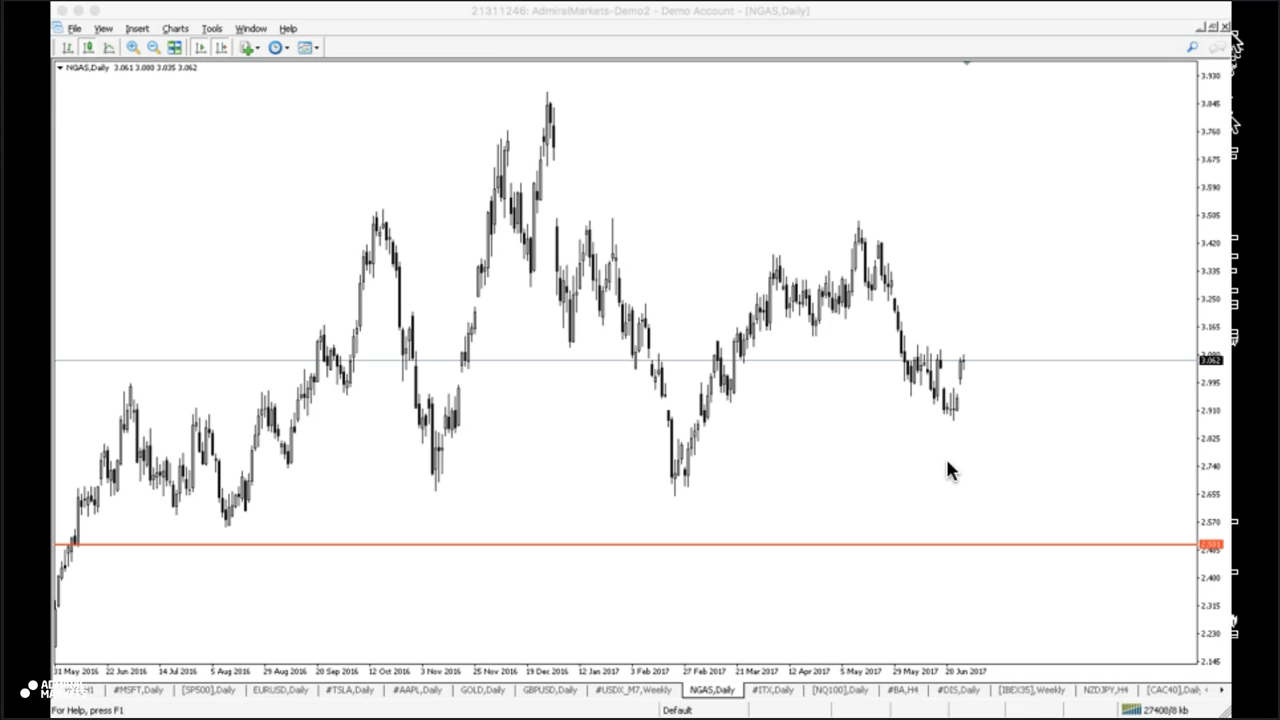 21311246: AdmiralMarkets-Demo2 - Demo Account - [NGAS,Daily]
File View Insert Charts Tools Window Help
NGAS,Daily 3.061 3.080 3.035 3.062
3.930
3.845
3.760
3.675
3.590
3.505
3.420
3.335
3.250
3.165
3.062
2.995
2.910
2.825
2.740
2.655
2.570
2.501
2.400
2.315
2.230
2.145
31 May 2016 22 Jun 2016 14 Jul 2016 5 Aug 2016 29 Aug 2016 20 Sep 2016 12 Oct 2016 3 Nov 2016 25 Nov 2016 19 Dec 2016 12 Jan 2017 3 Feb 2017 27 Feb 2017 21 Mar 2017 12 Apr 2017 5 May 2017 29 May 2017 20 Jun 2017
#MSFT,Daily [SP500],Daily EURUSD,Daily #TSLA,Daily #AAPL,Daily GOLD,Daily GBPUSD,Daily #USDX_M7,Weekly NGAS,Daily #ITX,Daily [NQ100],Daily #BA,H4 #DIS,Daily [IBEX35],Weekly NZDJPY,H4 [CAC40],Daily
ADMIRAL
MARKETS
For Help, press F1 Default 27408/8 kb